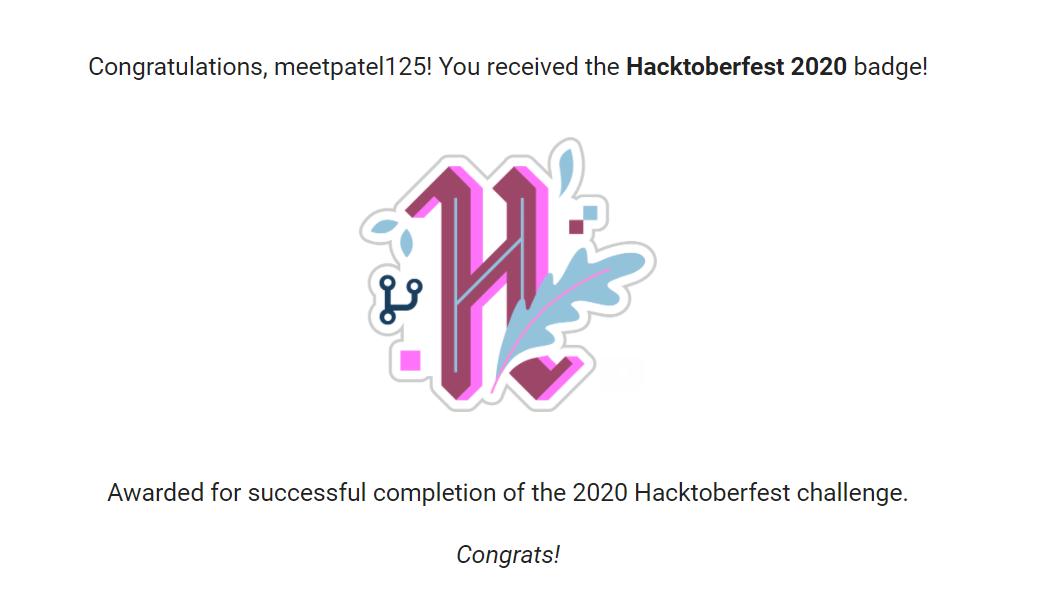 Congratulations, meetpatel125! You received the Hacktoberfest 2020 badge!
H
Awarded for successful completion of the 2020 Hacktoberfest challenge.
Congrats!